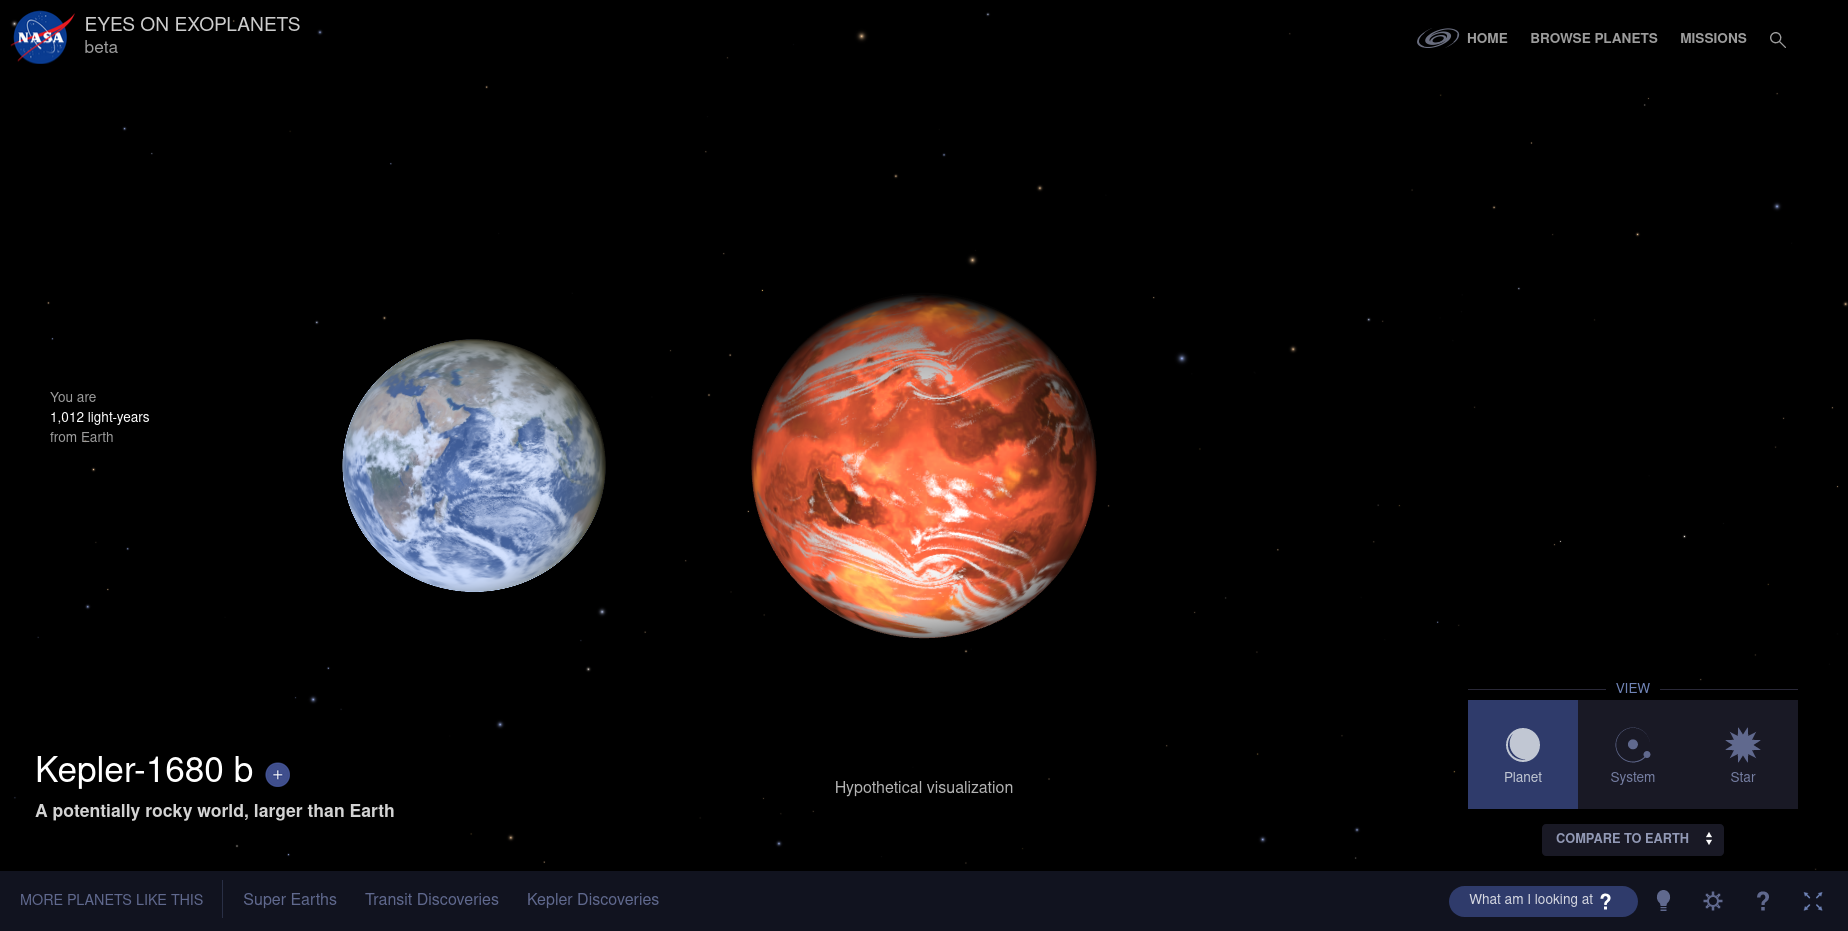 NASA
EYES ON EXOPLANETS
beta
HOME
BROWSE PLANETS
MISSIONS
You are
1,012 light-years
from Earth
Kepler-1680 b +
A potentially rocky world, larger than Earth
Hypothetical visualization
VIEW
Planet
System
Star
COMPARE TO EARTH
MORE PLANETS LIKE THIS
Super Earths
Transit Discoveries
Kepler Discoveries
What am I looking at ?
?